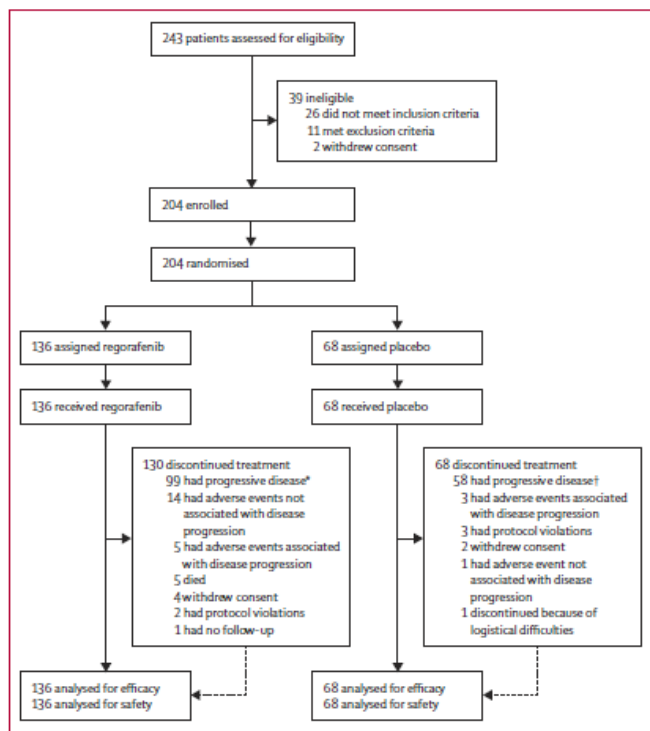 243 patients assessed for eligibility
39 ineligible
26 did not meet inclusion criteria
11 met exclusion criteria
2 withdrew consent
204 enrolled
204 randomised
136 assigned regorafenib
68 assigned placebo
136 received regorafenib
68 received placebo
130 discontinued treatment
99 had progressive disease*
14 had adverse events not
associated with disease
progression
5 had adverse events associated
with disease progression
5 died
4 withdrew consent
2 had protocol violations
1 had no follow-up
68 discontinued treatment
58 had progressive disease†
3 had adverse events associated
with disease progression
3 had protocol violations
2 withdrew consent
1 had adverse event not
associated with disease
progression
1 discontinued because of
logistical difficulties
136 analysed for efficacy
136 analysed for safety
68 analysed for efficacy
68 analysed for safety